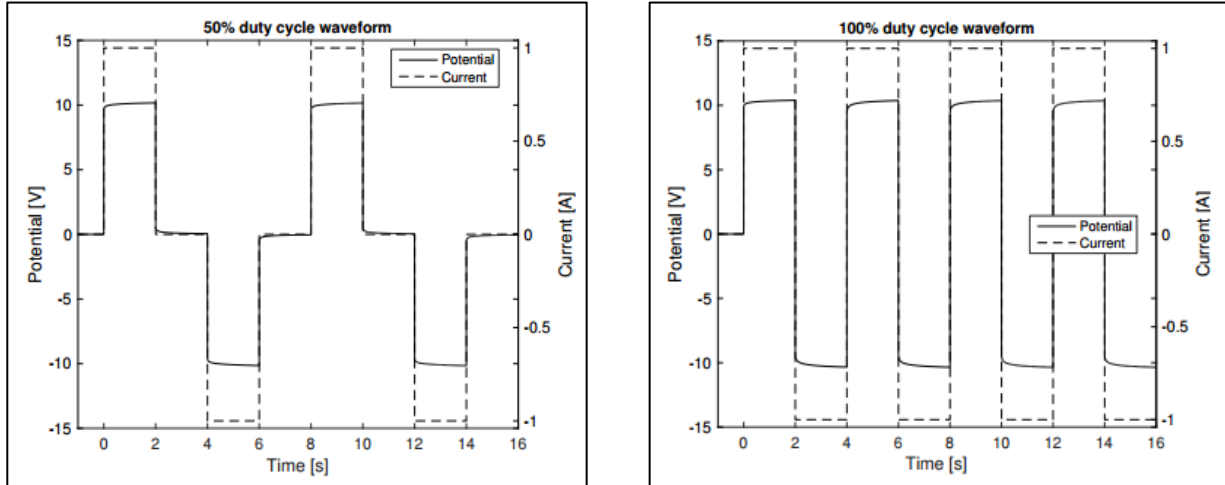 50% duty cycle waveform
15
10
5
0
-5
-10
-15
Potential [V]
1
0.5
0
-0.5
-1
Current [A]
Potential
Current
0 2 4 6 8 10 12 14 16
Time [s]
100% duty cycle waveform
15
10
5
0
-5
-10
-15
Potential [V]
1
0.5
0
-0.5
-1
Current [A]
Potential
Current
0 2 4 6 8 10 12 14 16
Time [s]